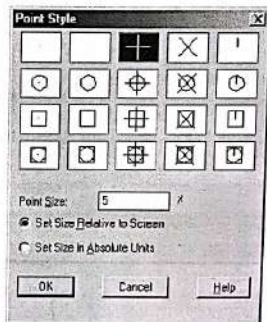 Point Style
Point Size: 5 %
Set Size Relative to Screen
Set Size in Absolute Units
OK Cancel Help